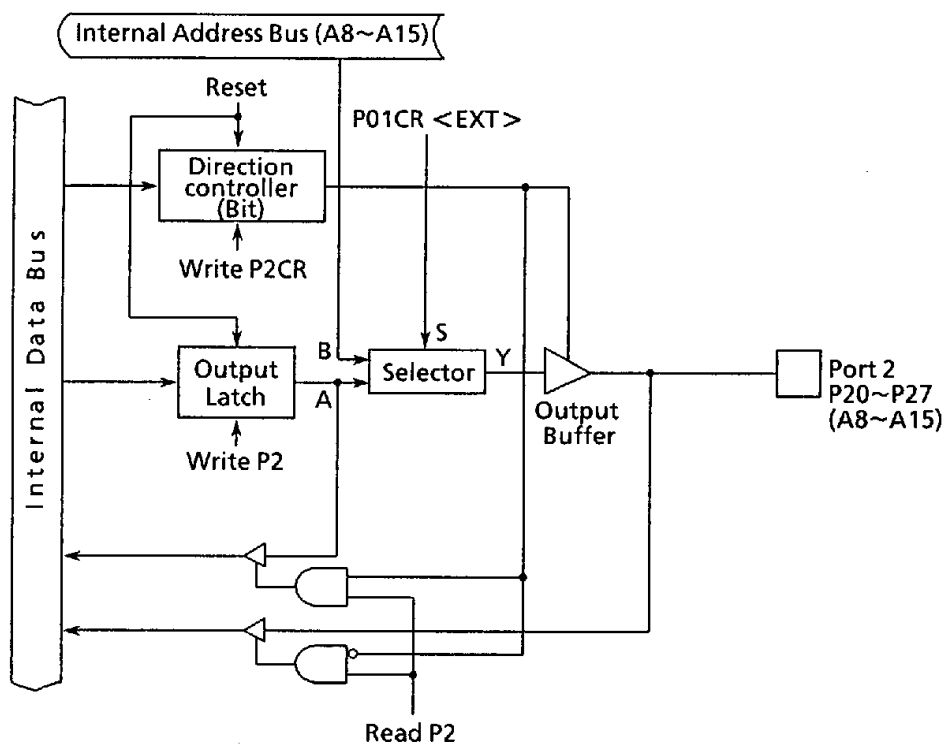 Internal Address Bus (A8~A15)
Reset
P01CR <EXT>
Direction
controller
(Bit)
Write P2CR
Internal Data Bus
B
S
Output
Latch
A
Selector
Y
Output
Buffer
Port 2
P20~P27
(A8~A15)
Write P2
Read P2